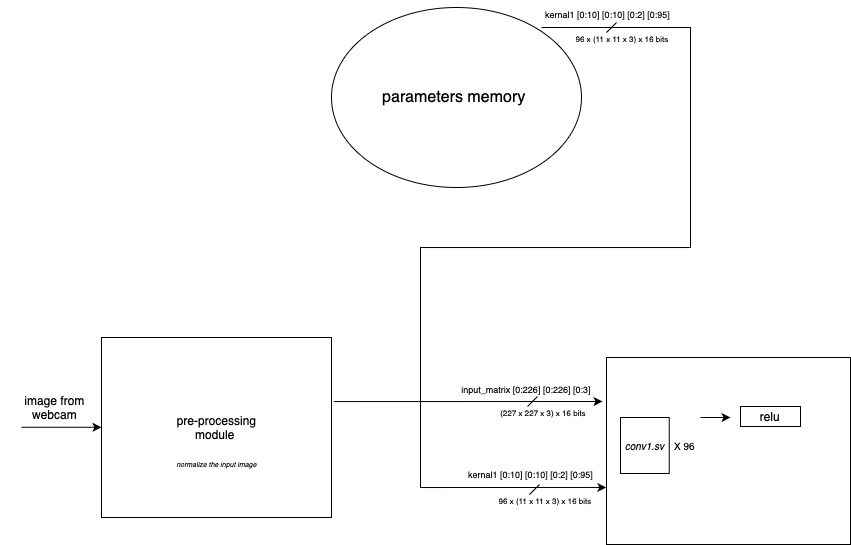 kernal1 [0:10] [0:10] [0:2] [0:95]
96 x (11 x 11 x 3) x 16 bits
parameters memory
image from
webcam
pre-processing
module
normalize the input image
input_matrix [0:226] [0:226] [0:3]
(227 x 227 x 3) x 16 bits
kernal1 [0:10] [0:10] [0:2] [0:95]
96 x (11 x 11 x 3) x 16 bits
conv1.sv X 96
relu